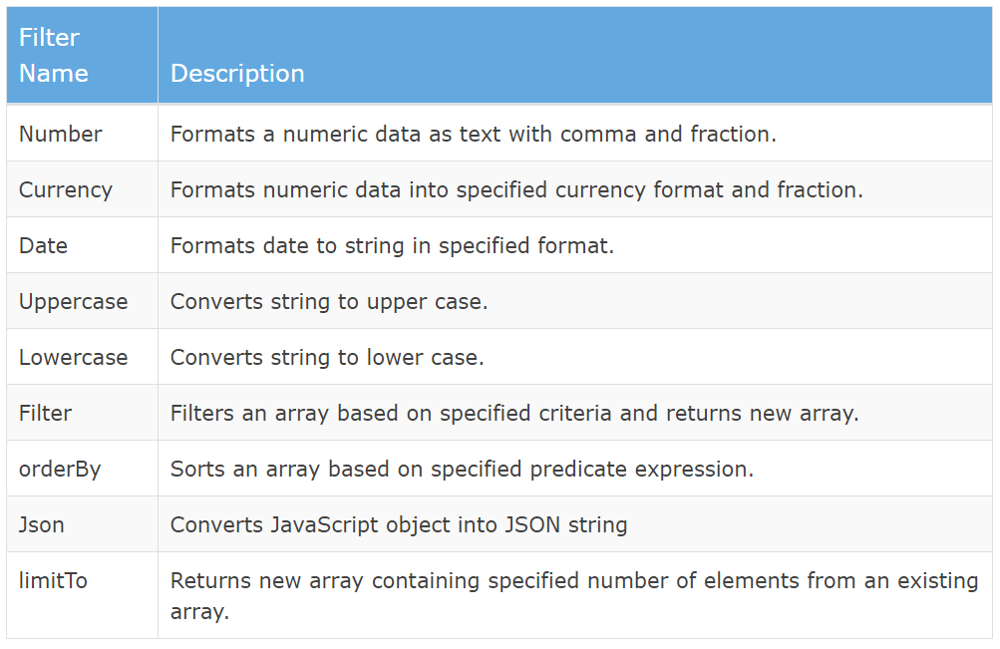 Filter
Name
Description
Number
Formats a numeric data as text with comma and fraction.
Currency
Formats numeric data into specified currency format and fraction.
Date
Formats date to string in specified format.
Uppercase
Converts string to upper case.
Lowercase
Converts string to lower case.
Filter
Filters an array based on specified criteria and returns new array.
orderBy
Sorts an array based on specified predicate expression.
Json
Converts JavaScript object into JSON string
limitTo
Returns new array containing specified number of elements from an existing
array.